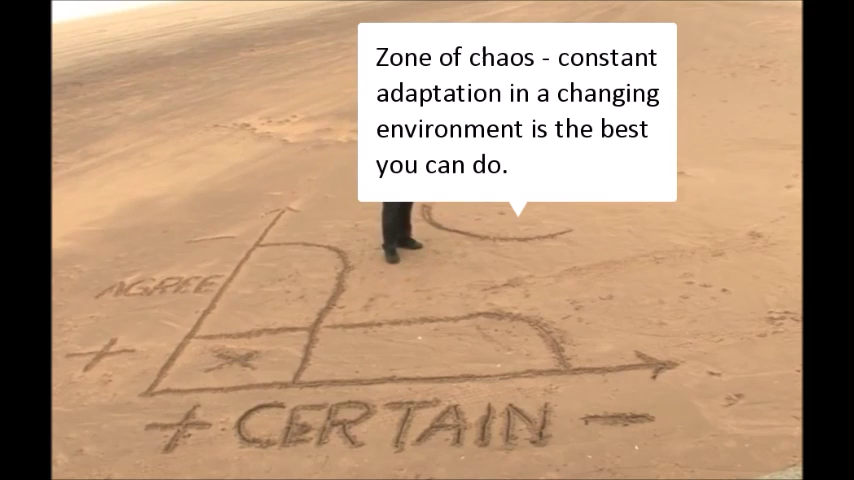 Zone of chaos - constant
adaptation in a changing
environment is the best
you can do.
-
AGREE
+
+ CERTAIN -